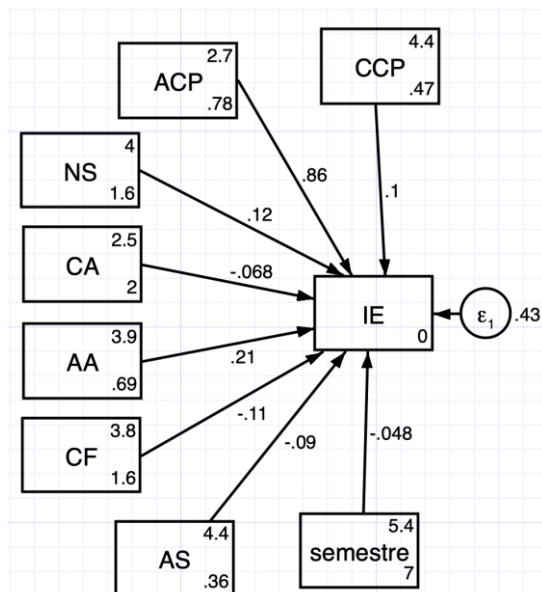 2.7
ACP
.78
4.4
CCP
.47
4
NS
1.6
.86
.1
.12
2.5
CA
2
-.068
IE
0
ε1
.43
3.9
AA
.69
.21
3.8
CF
1.6
-.11
-.09
-.048
4.4
AS
.36
5.4
semestre
7